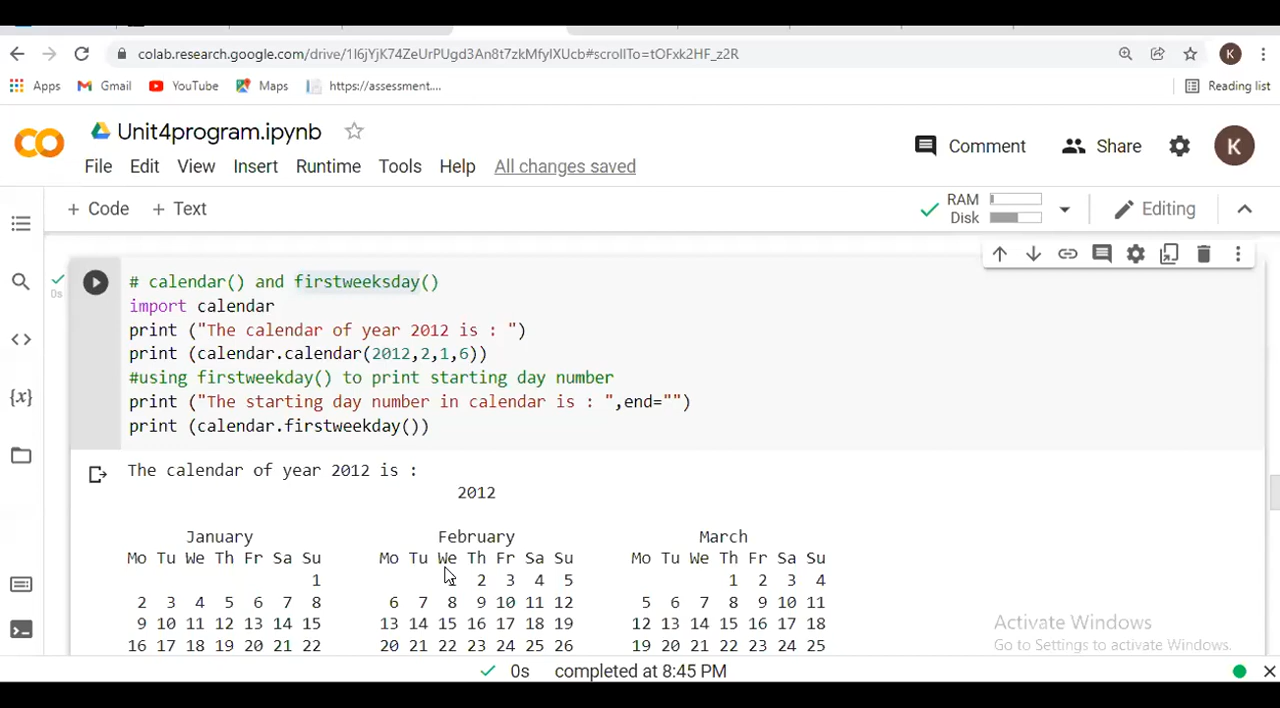 colab.research.google.com/drive/1I6jYjK74ZeUrPUgd3An8t7zkMfyIXUcb#scrollTo=tOFxk2HF_z2R
K
Apps Gmail YouTube Maps https://assessment.... Reading list
Unit4program.ipynb
Comment Share K
File Edit View Insert Runtime Tools Help All changes saved
+ Code + Text RAM Disk Editing
# calendar() and firstweeksday()
import calendar
print ("The calendar of year 2012 is : ")
print (calendar.calendar(2012,2,1,6))
#using firstweekday() to print starting day number
print ("The starting day number in calendar is : ",end="")
print (calendar.firstweekday())
0s
The calendar of year 2012 is :
2012
January February March
Mo Tu We Th Fr Sa Su Mo Tu We Th Fr Sa Su Mo Tu We Th Fr Sa Su
1 1 2 3 4 5 1 2 3 4
2 3 4 5 6 7 8 6 7 8 9 10 11 12 5 6 7 8 9 10 11
9 10 11 12 13 14 15 13 14 15 16 17 18 19 12 13 14 15 16 17 18
16 17 18 19 20 21 22 20 21 22 23 24 25 26 19 20 21 22 23 24 25
Activate Windows
Go to Settings to activate Windows.
0s completed at 8:45 PM